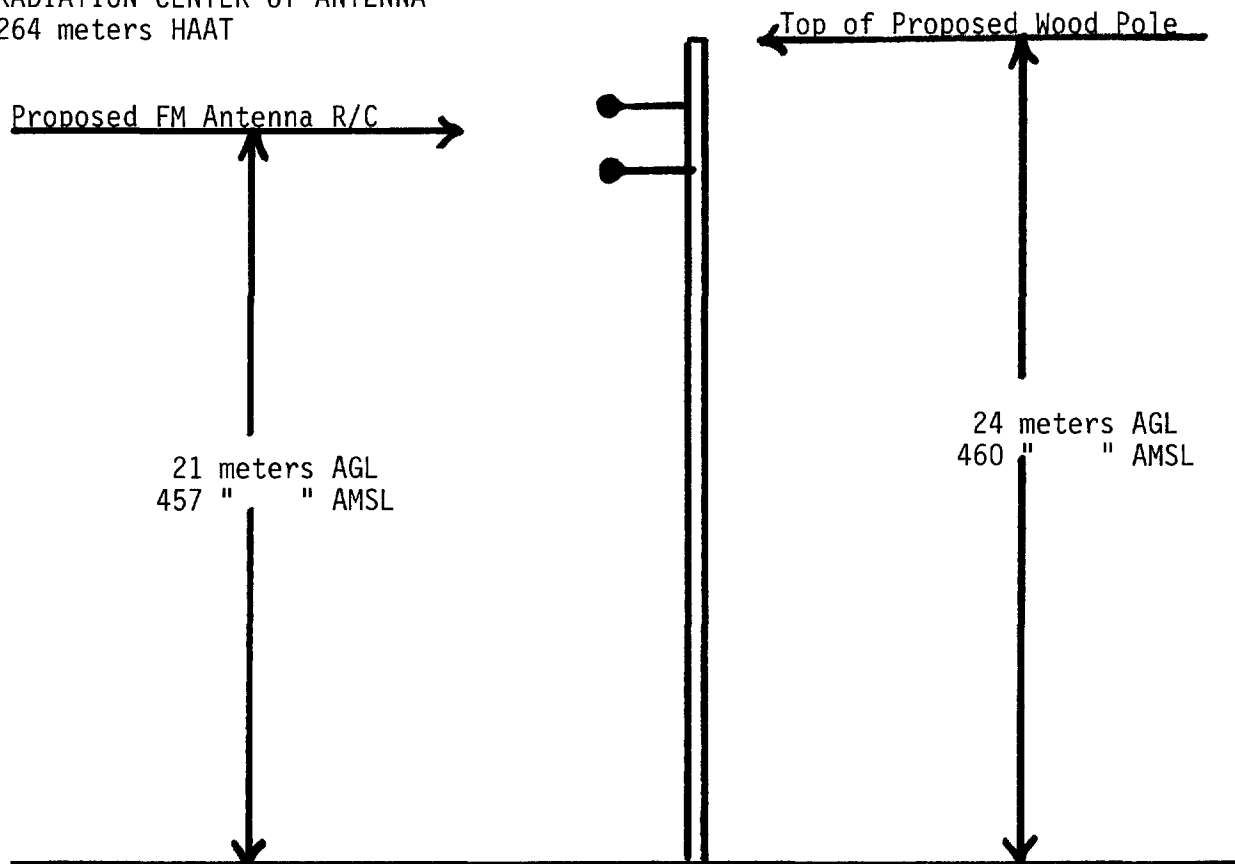 RADIATION CENTER OF ANTENNA
264 meters HAAT
Top of Proposed Wood Pole
Proposed FM Antenna R/C
24 meters AGL
460 " " AMSL
21 meters AGL
457 " " AMSL